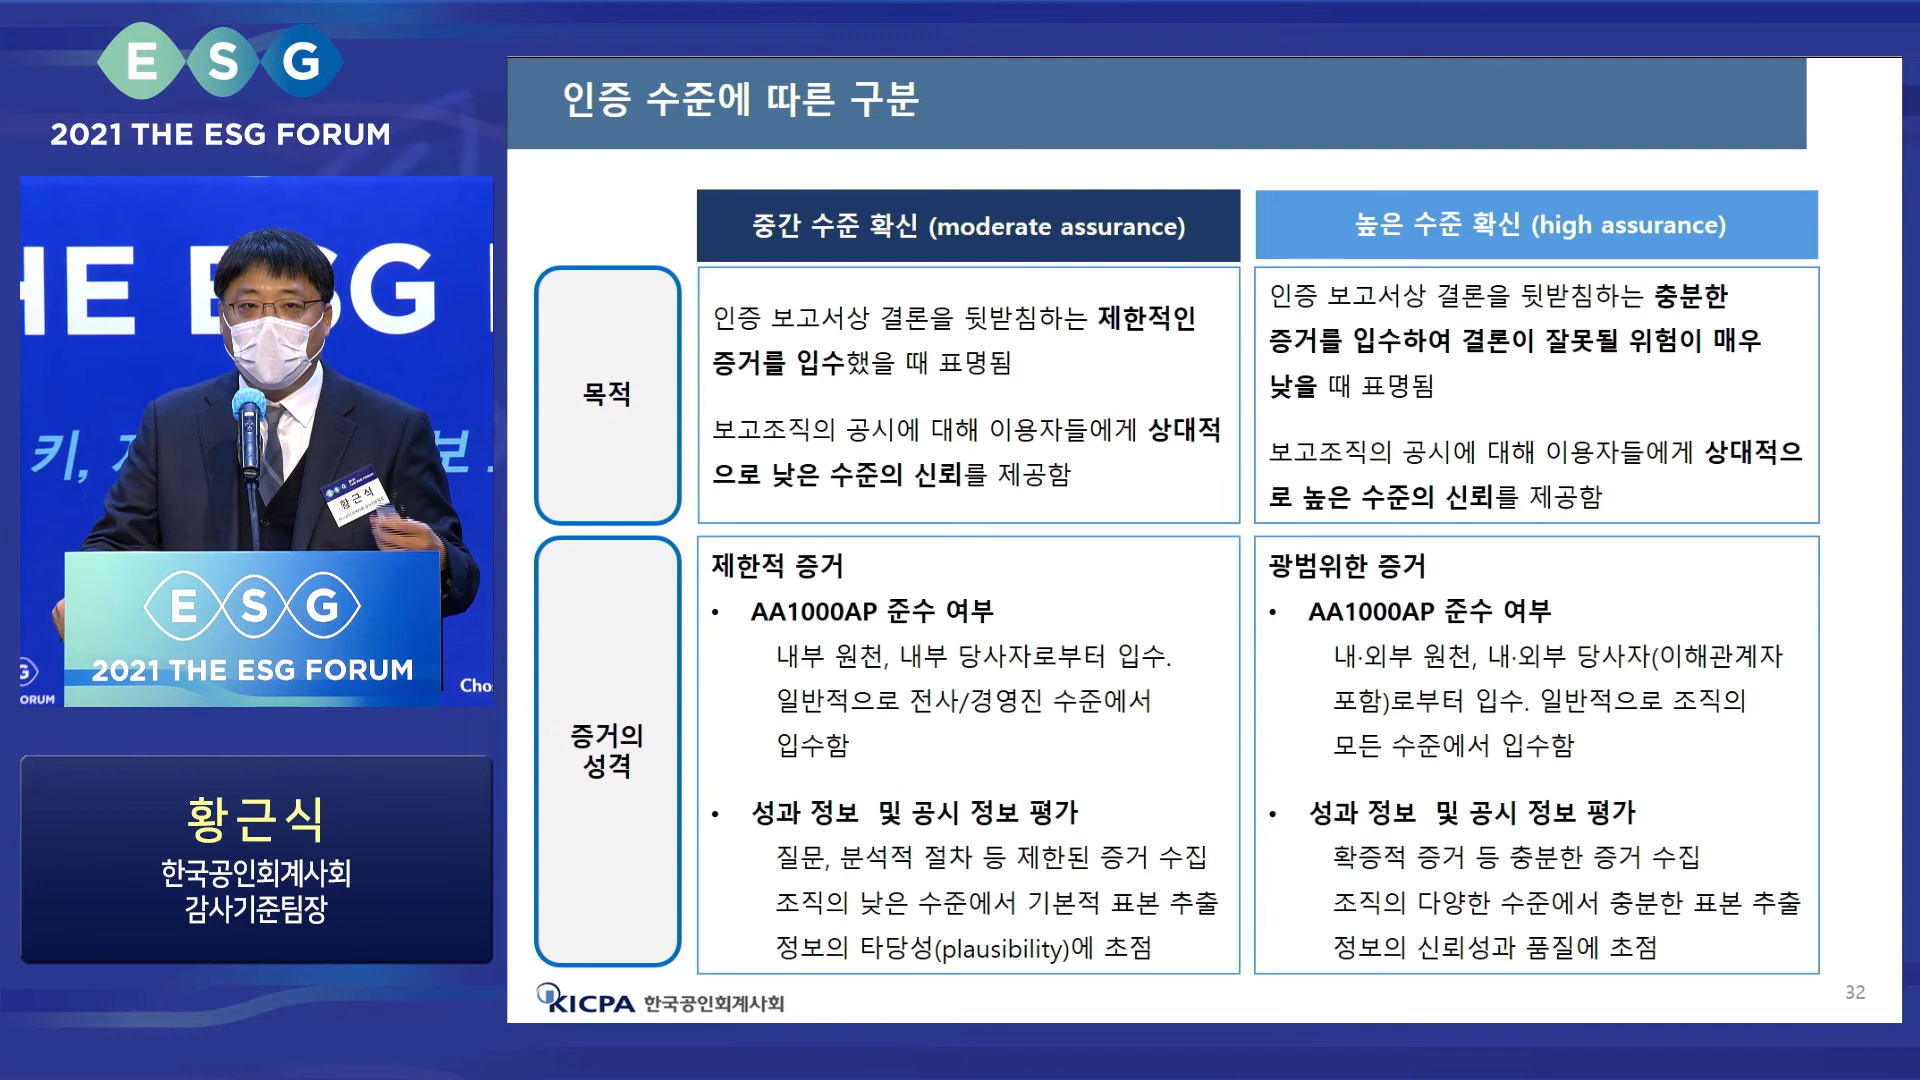 E S G
2021 THE ESG FORUM
HE ESG
키,
보
황근식
E S G
2021 THE ESG FORUM
G
ORUM
Cho
황근식
한국공인회계사회
감사기준팀장
인증 수준에 따른 구분
중간 수준 확신 (moderate assurance)
높은 수준 확신 (high assurance)
목적
인증 보고서상 결론을 뒷받침하는 제한적인
증거를 입수했을 때 표명됨
보고조직의 공시에 대해 이용자들에게 상대적
으로 낮은 수준의 신뢰를 제공함
인증 보고서상 결론을 뒷받침하는 충분한
증거를 입수하여 결론이 잘못될 위험이 매우
낮을 때 표명됨
보고조직의 공시에 대해 이용자들에게 상대적으
로 높은 수준의 신뢰를 제공함
증거의
성격
제한적 증거
• AA1000AP 준수 여부
내부 원천, 내부 당사자로부터 입수.
일반적으로 전사/경영진 수준에서
입수함
• 성과 정보 및 공시 정보 평가
질문, 분석적 절차 등 제한된 증거 수집
조직의 낮은 수준에서 기본적 표본 추출
정보의 타당성(plausibility)에 초점
광범위한 증거
• AA1000AP 준수 여부
내·외부 원천, 내·외부 당사자(이해관계자
포함)로부터 입수. 일반적으로 조직의
모든 수준에서 입수함
• 성과 정보 및 공시 정보 평가
확증적 증거 등 충분한 증거 수집
조직의 다양한 수준에서 충분한 표본 추출
정보의 신뢰성과 품질에 초점
KICPA 한국공인회계사회
32